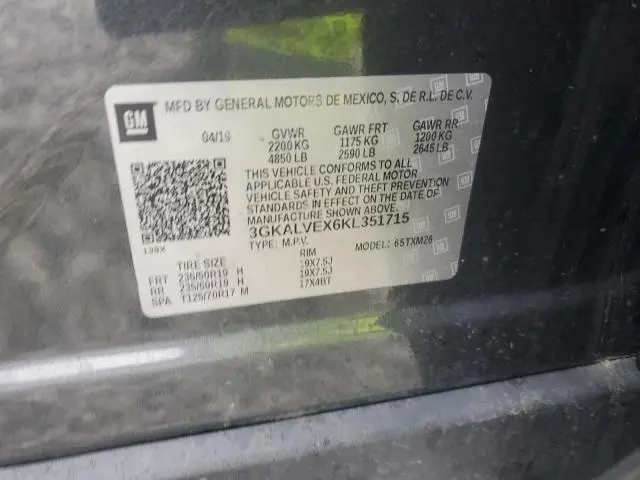 GM
MFD BY GENERAL MOTORS DE MEXICO, S. DE R.L. DE C.V.
04/19 GVWR GAWR FRT GAWR RR
2200 KG 1175 KG 1200 KG
4850 LB 2590 LB 2645 LB
THIS VEHICLE CONFORMS TO ALL
APPLICABLE U.S. FEDERAL MOTOR
VEHICLE SAFETY AND THEFT PREVENTION
STANDARDS IN EFFECT ON THE DATE OF
MANUFACTURE SHOWN ABOVE.
3GKALVEX6KL351715
TYPE: M.P.V. MODEL: 6STXM26
199X
TIRE SIZE RIM
FRT 235/50R19 H 19X7.5J
RR 235/50R19 H 19X7.5J
SPA T125/70R17 M 17X4BT